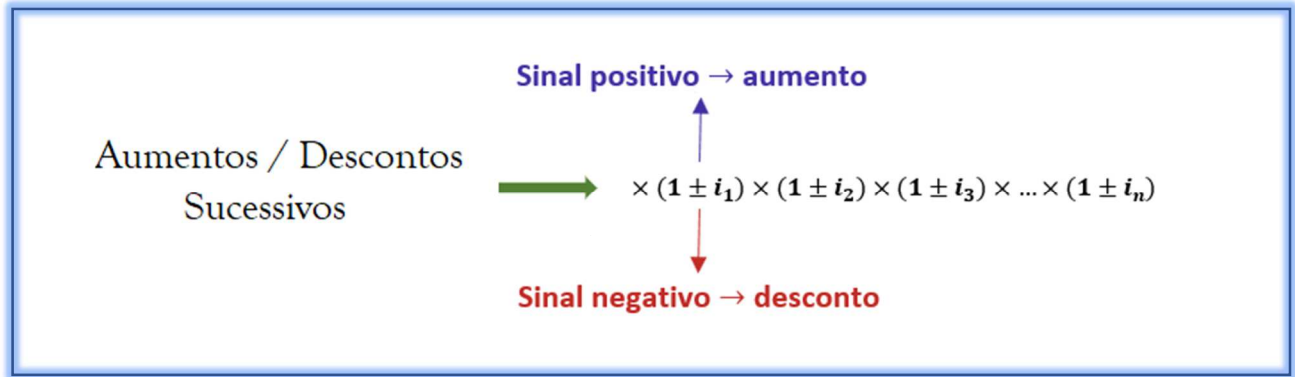 Sinal positivo → aumento
Aumentos / Descontos
Sucessivos
× (1 ± i₁) × (1 ± i₂) × (1 ± i₃) × ... × (1 ± iₙ)
Sinal negativo → desconto